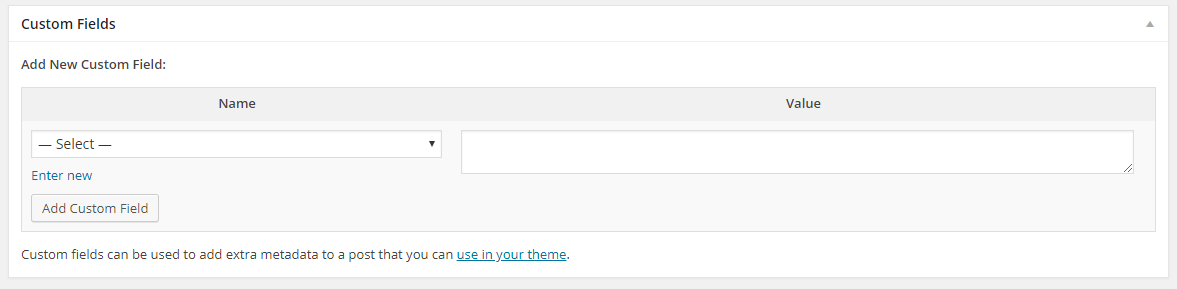 Custom Fields
Add New Custom Field:
Name Value
— Select —
Enter new
Add Custom Field
Custom fields can be used to add extra metadata to a post that you can use in your theme.